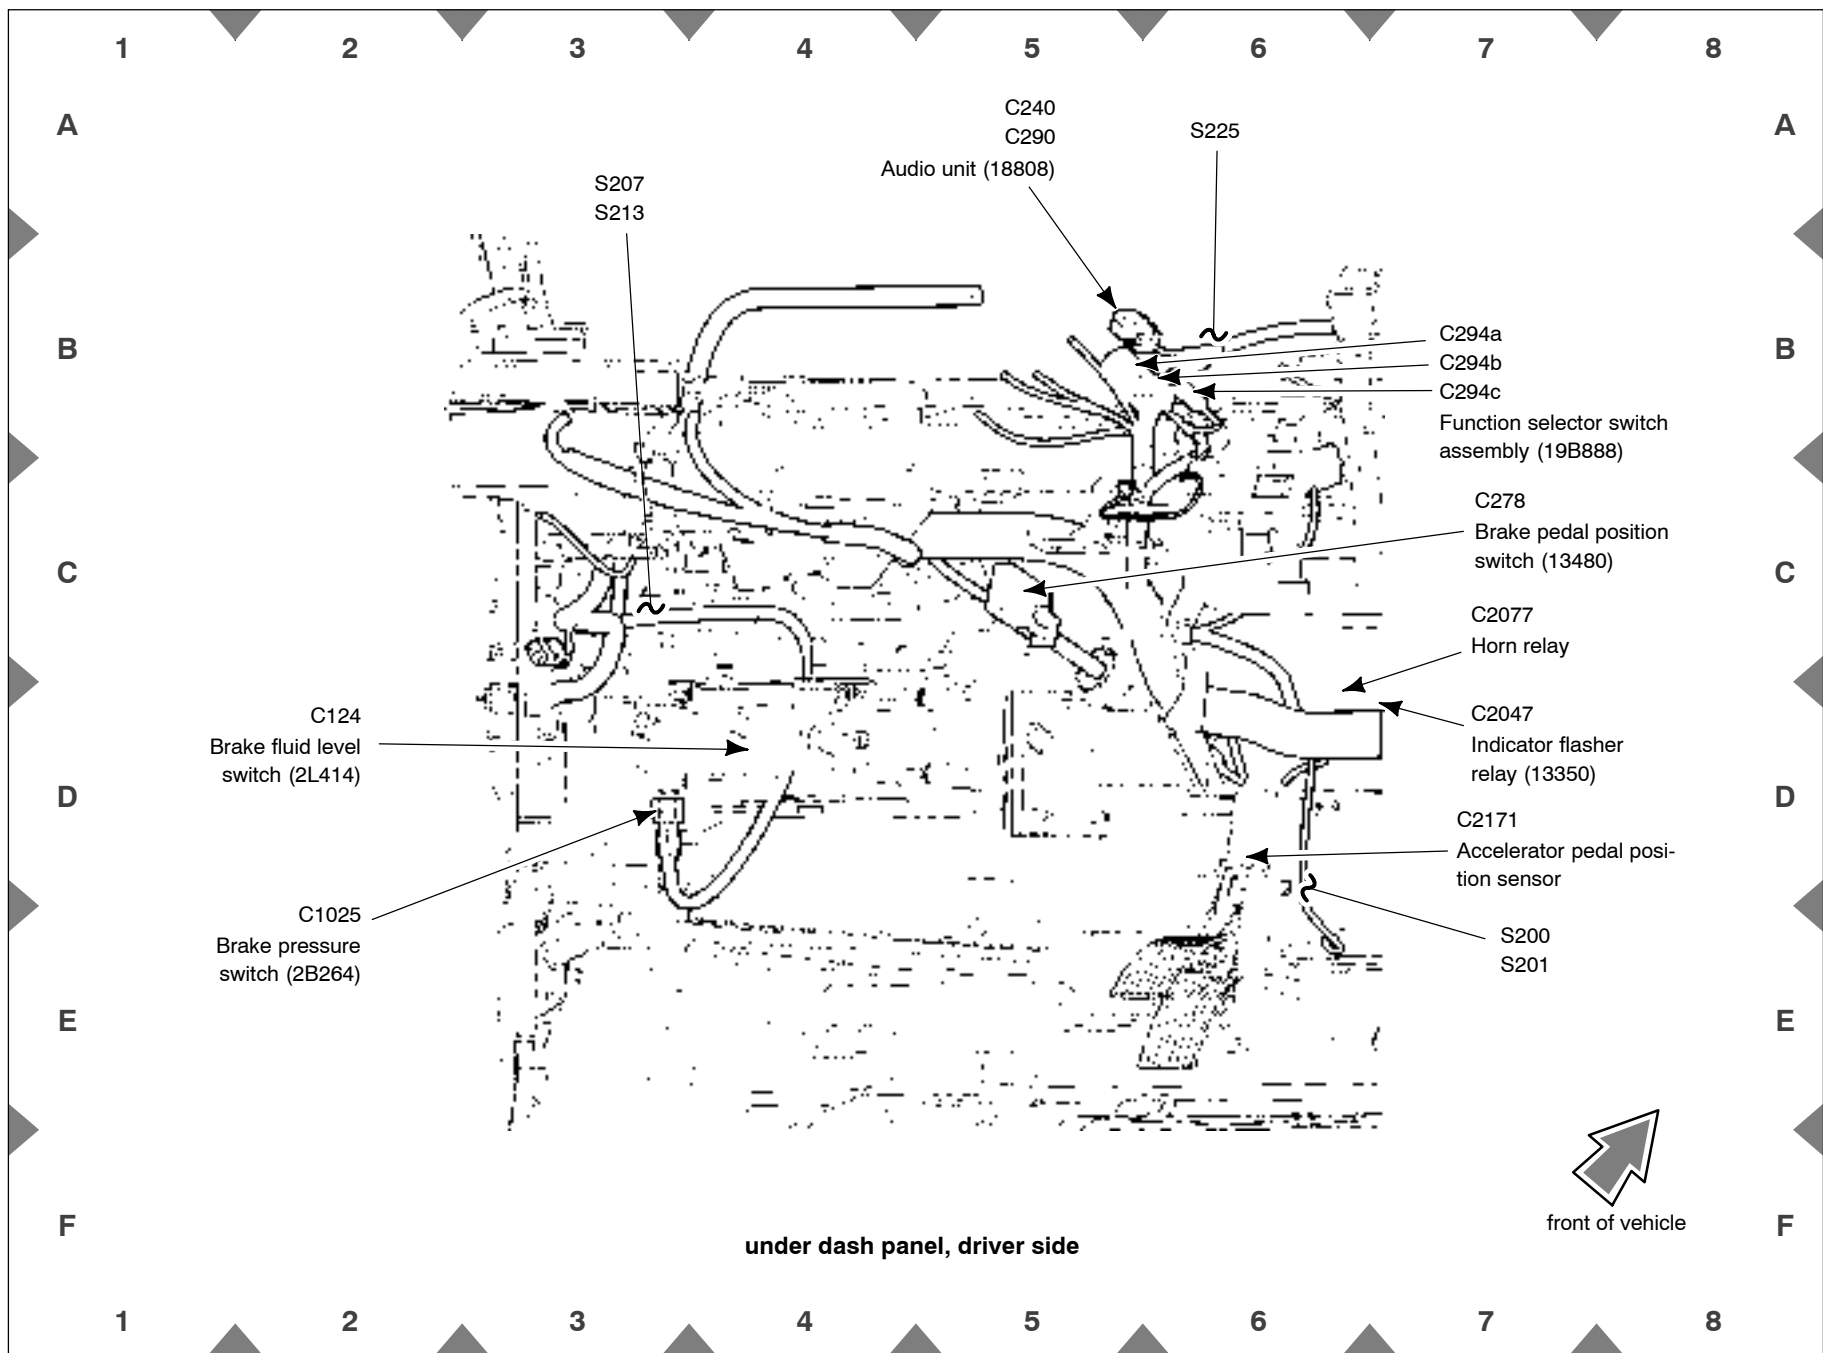 1 2 3 4 5 6 7 8
A A
C240
C290
Audio unit (18808)
S225
S207
S213
B B
C294a
C294b
C294c
Function selector switch
assembly (19B888)
C278
Brake pedal position
switch (13480)
C C
C2077
Horn relay
C124
Brake fluid level
switch (2L414)
C2047
Indicator flasher
relay (13350)
D D
C2171
Accelerator pedal posi-
tion sensor
C1025
Brake pressure
switch (2B264)
S200
S201
E E
front of vehicle
F F
under dash panel, driver side
1 2 3 4 5 6 7 8